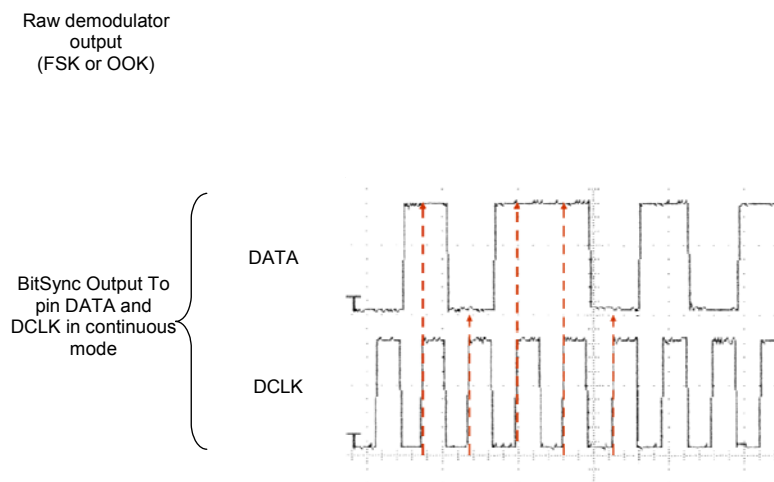 Raw demodulator
output
(FSK or OOK)
DATA
BitSync Output To
pin DATA and
DCLK in continuous
mode
DCLK